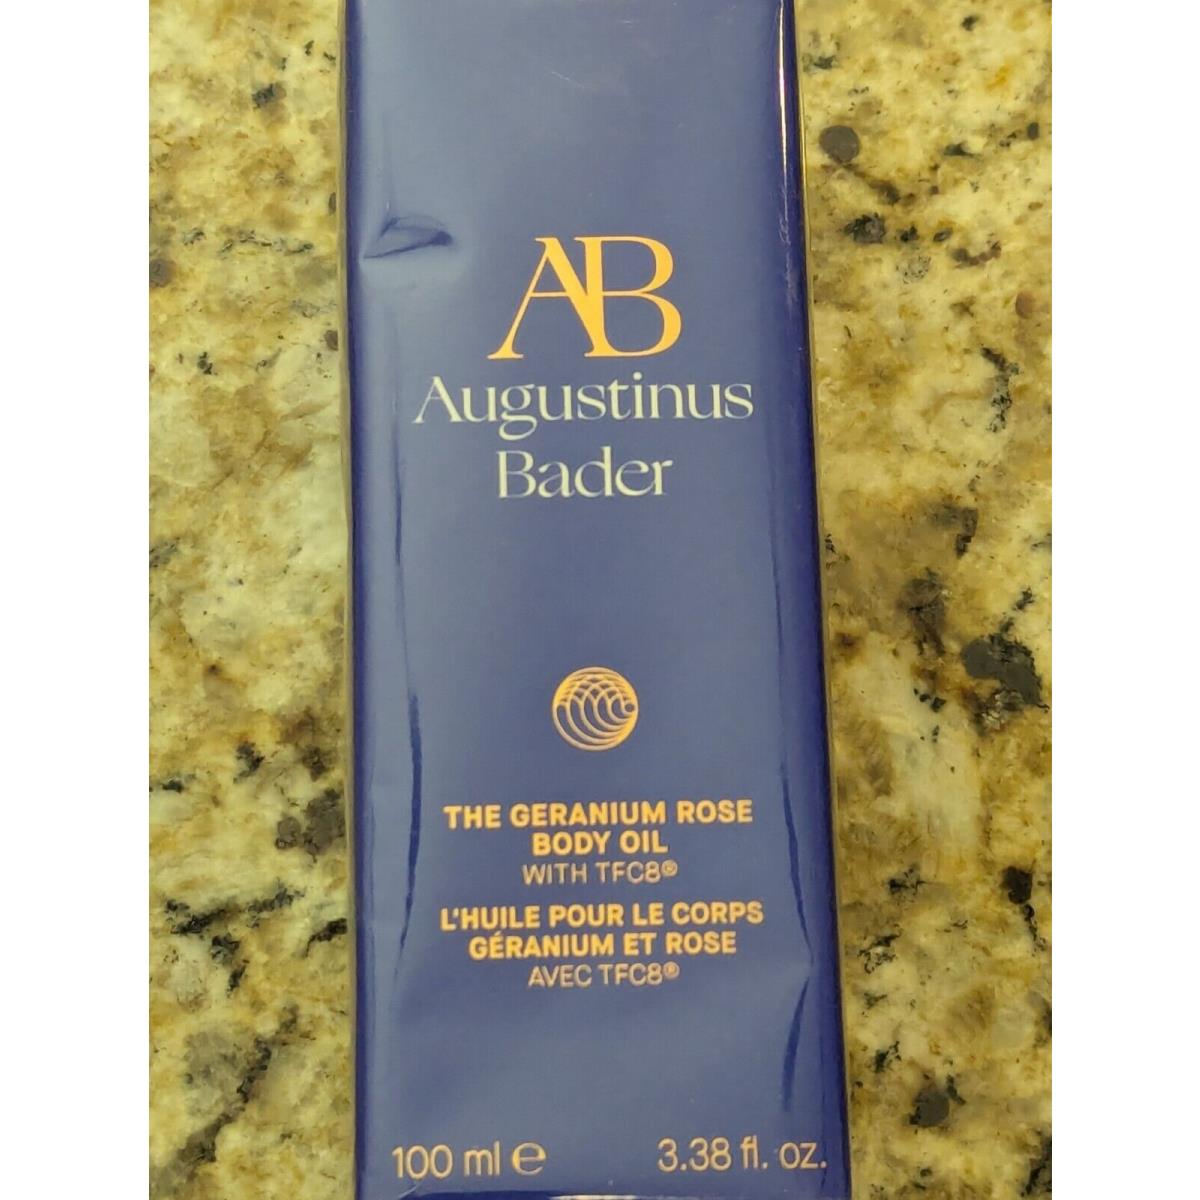 AB
Augustinus
Bader
THE GERANIUM ROSE
BODY OIL
WITH TFC8®
L'HUILE POUR LE CORPS
GÉRANIUM ET ROSE
AVEC TFC8®
100 ml ℮ 3.38 fl. oz.